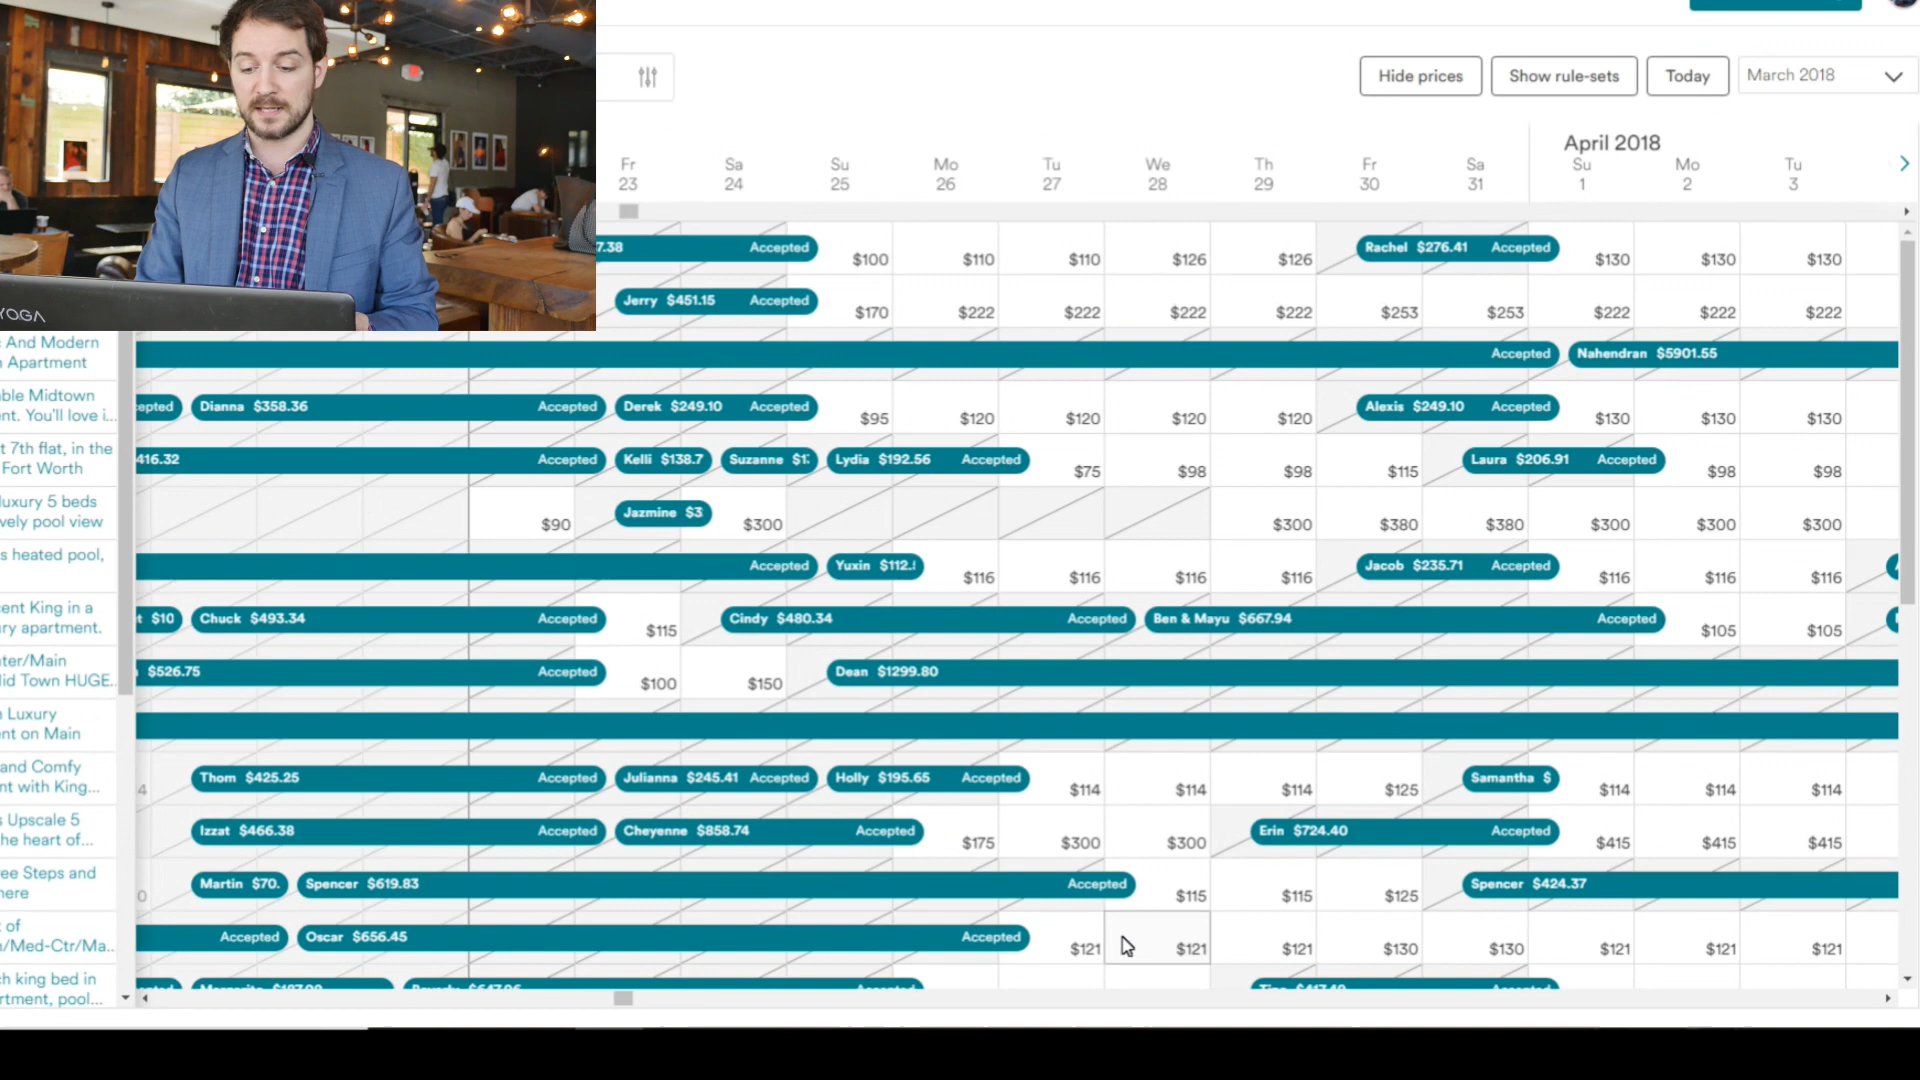 Hide prices Show rule-sets Today March 2018
April 2018
Fr Sa Su Mo Tu We Th Fr Sa Su Mo Tu
23 24 25 26 27 28 29 30 31 1 2 3
YOGA
7.38 Accepted $100 $110 $110 $126 $126 Rachel $276.41 Accepted $130 $130 $130
Jerry $451.15 Accepted $170 $222 $222 $222 $222 $253 $253 $222 $222 $222
And Modern
Apartment
Accepted Nahendran $5901.55
ble Midtown
nt. You'll love i...
epted Dianna $358.36 Accepted Derek $249.10 Accepted $95 $120 $120 $120 $120 Alexis $249.10 Accepted $130 $130 $130
t 7th flat, in the
Fort Worth
416.32 Accepted Kelli $138.7 Suzanne $1 Lydia $192.56 Accepted $75 $98 $98 $115 Laura $206.91 Accepted $98 $98
luxury 5 beds
vely pool view
$90 Jazmine $3 $300 $300 $380 $380 $300 $300 $300
s heated pool,
Accepted Yuxin $112. $116 $116 $116 $116 Jacob $235.71 Accepted $116 $116 $116
cent King in a
ry apartment.
t $10 Chuck $493.34 Accepted $115 Cindy $480.34 Accepted Ben & Mayu $667.94 Accepted $105 $105
ter/Main
lid Town HUGE..
$526.75 Accepted $100 $150 Dean $1299.80
Luxury
nt on Main
and Comfy
nt with King...
4 Thom $425.25 Accepted Julianna $245.41 Accepted Holly $195.65 Accepted $114 $114 $114 $125 Samantha $ $114 $114 $114
s Upscale 5
he heart of...
Izzat $466.38 Accepted Cheyenne $858.74 Accepted $175 $300 $300 Erin $724.40 Accepted $415 $415 $415
ree Steps and
here
0 Martin $70. Spencer $619.83 Accepted $115 $115 $125 Spencer $424.37
t of
n/Med-Ctr/Ma..
Accepted Oscar $656.45 Accepted $121 $121 $121 $130 $130 $121 $121 $121
ch king bed in
rtment, pool...